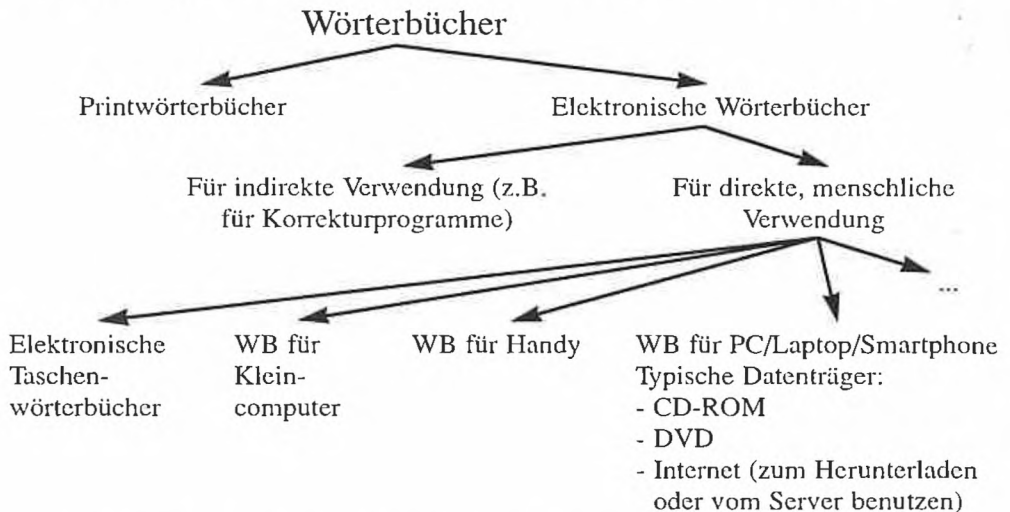 Wörterbücher
Printwörterbücher
Elektronische Wörterbücher
Für indirekte Verwendung (z.B.
für Korrekturprogramme)
Für direkte, menschliche
Verwendung
...
Elektronische
Taschen-
wörterbücher
WB für
Klein-
computer
WB für Handy
WB für PC/Laptop/Smartphone
Typische Datenträger:
- CD-ROM
- DVD
- Internet (zum Herunterladen
oder vom Server benutzen)